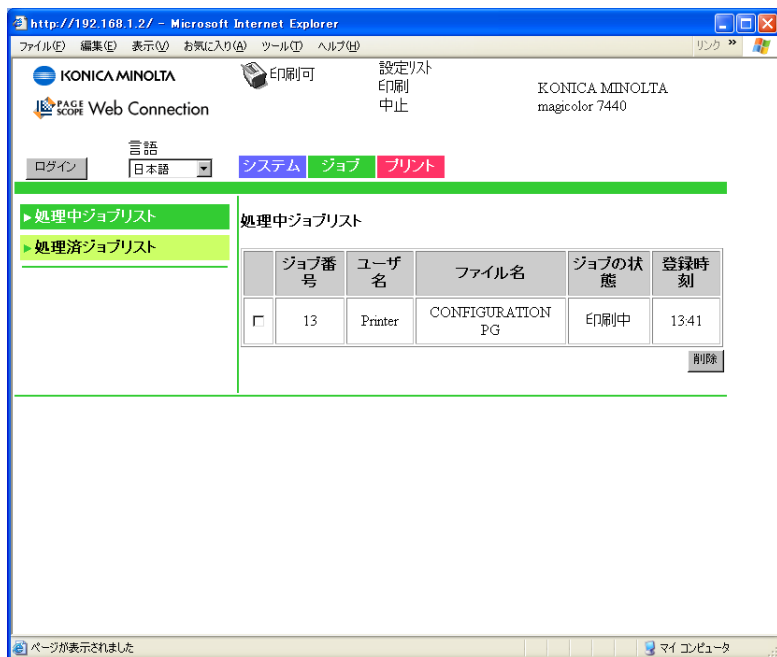 http://192.168.1.2/ - Microsoft Internet Explorer
ファイル(F) 編集(E) 表示(V) お気に入り(A) ツール(T) ヘルプ(H) リンク »
KONICA MINOLTA
印刷可
設定リスト
印刷
中止
KONICA MINOLTA
magicolor 7440
PAGE SCOPE Web Connection
言語
ログイン 日本語
システム ジョブ プリント
処理中ジョブリスト
処理済ジョブリスト
処理中ジョブリスト
ジョブ番号 ユーザ名 ファイル名 ジョブの状態 登録時刻
13 Printer CONFIGURATION PG 印刷中 13:41
削除
ページが表示されました マイ コンピュータ